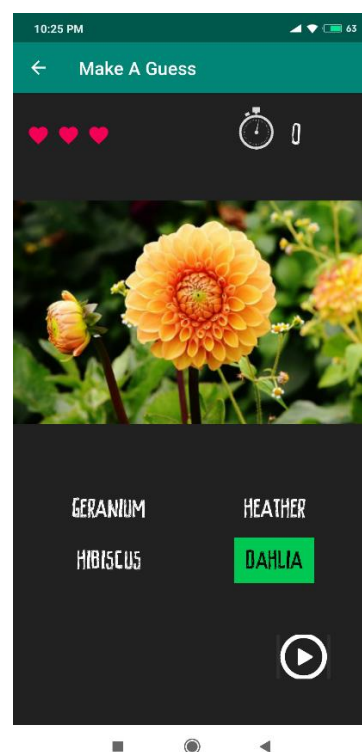 10:25 PM 63
Make A Guess
0
GERANIUM HEATHER
HIBISCUS DAHLIA